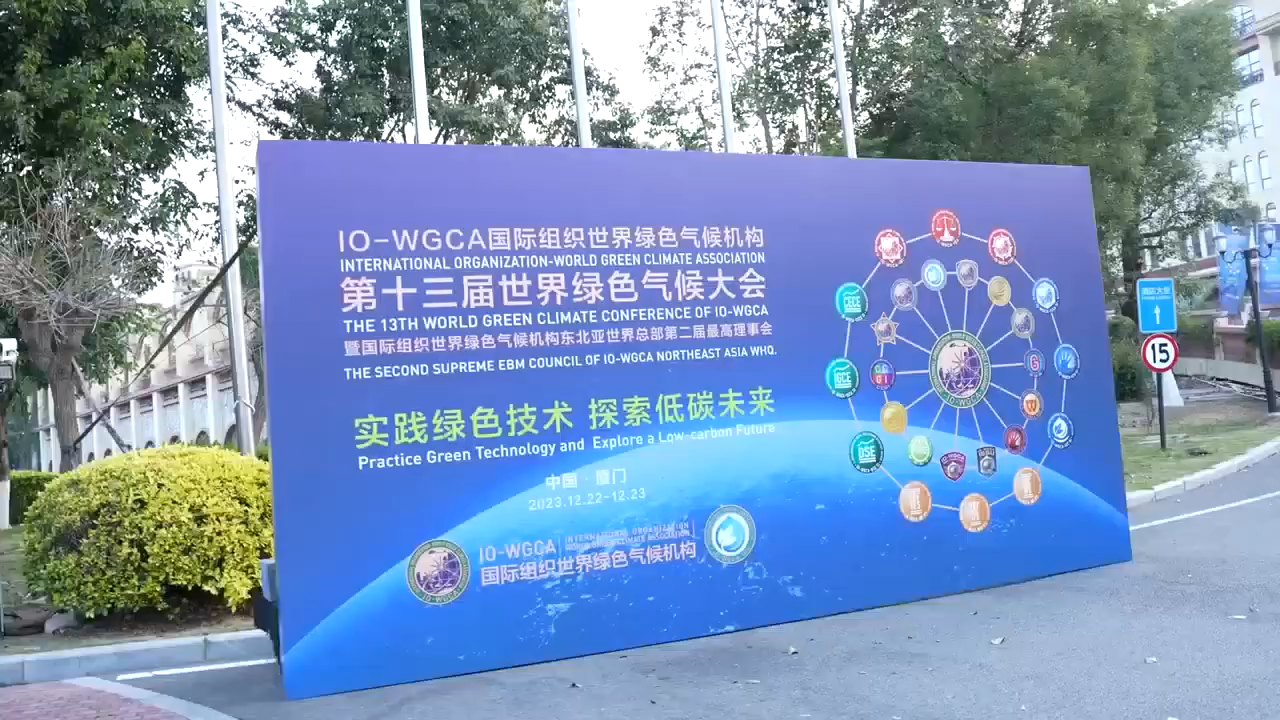 IO-WGCA国际组织世界绿色气候机构
INTERNATIONAL ORGANIZATION-WORLD GREEN CLIMATE ASSOCIATION
第十三届世界绿色气候大会
THE 13TH WORLD GREEN CLIMATE CONFERENCE OF IO-WGCA
暨国际组织世界绿色气候机构东北亚世界总部第二届最高理事会
THE SECOND SUPREME EBM COUNCIL OF IO-WGCA NORTHEAST ASIA WHQ.
实践绿色技术 探索低碳未来
Practice Green Technology and Explore a Low-carbon Future
中国·厦门
2023.12.22-12.23
IO-WGCA
INTERNATIONAL ORGANIZATION
WORLD GREEN CLIMATE ASSOCIATION
国际组织世界绿色气候机构
IO-WGCA
CECE
IGCE
DSE
IO-WGCA
15